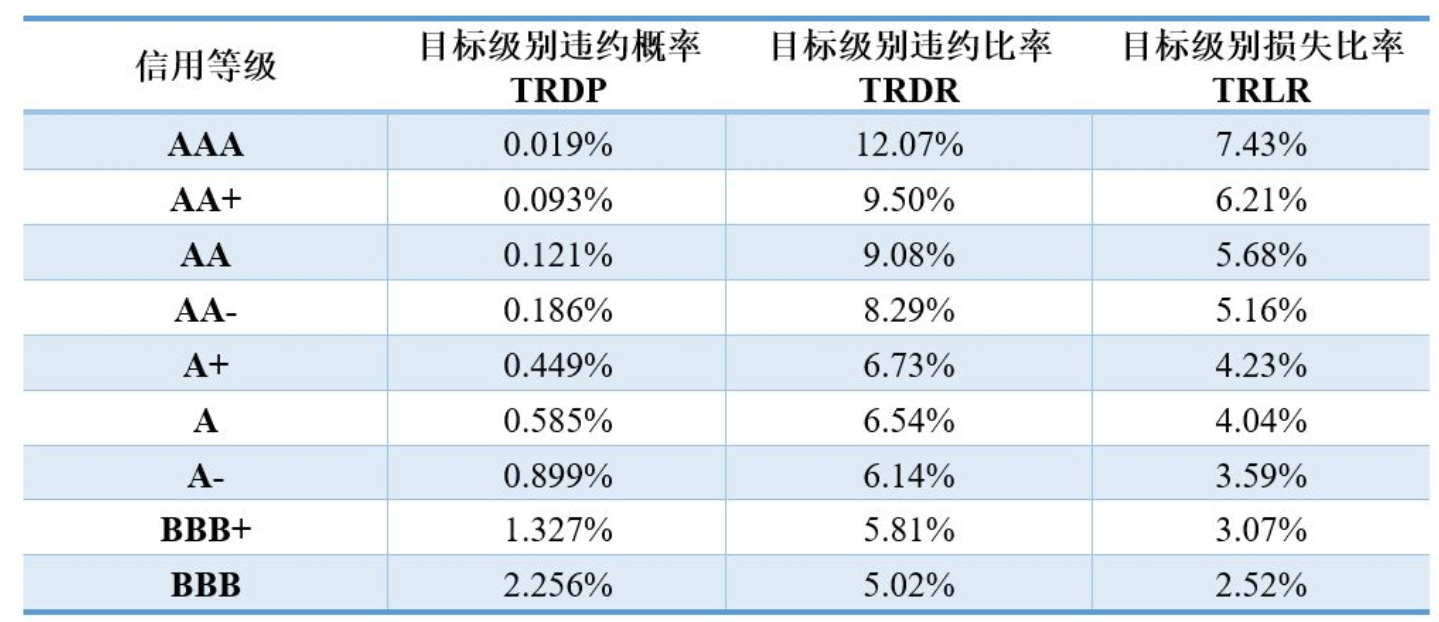 信用等级 目标级别违约概率 目标级别违约比率 目标级别损失比率
TRDP TRDR TRLR
AAA 0.019% 12.07% 7.43%
AA+ 0.093% 9.50% 6.21%
AA 0.121% 9.08% 5.68%
AA- 0.186% 8.29% 5.16%
A+ 0.449% 6.73% 4.23%
A 0.585% 6.54% 4.04%
A- 0.899% 6.14% 3.59%
BBB+ 1.327% 5.81% 3.07%
BBB 2.256% 5.02% 2.52%